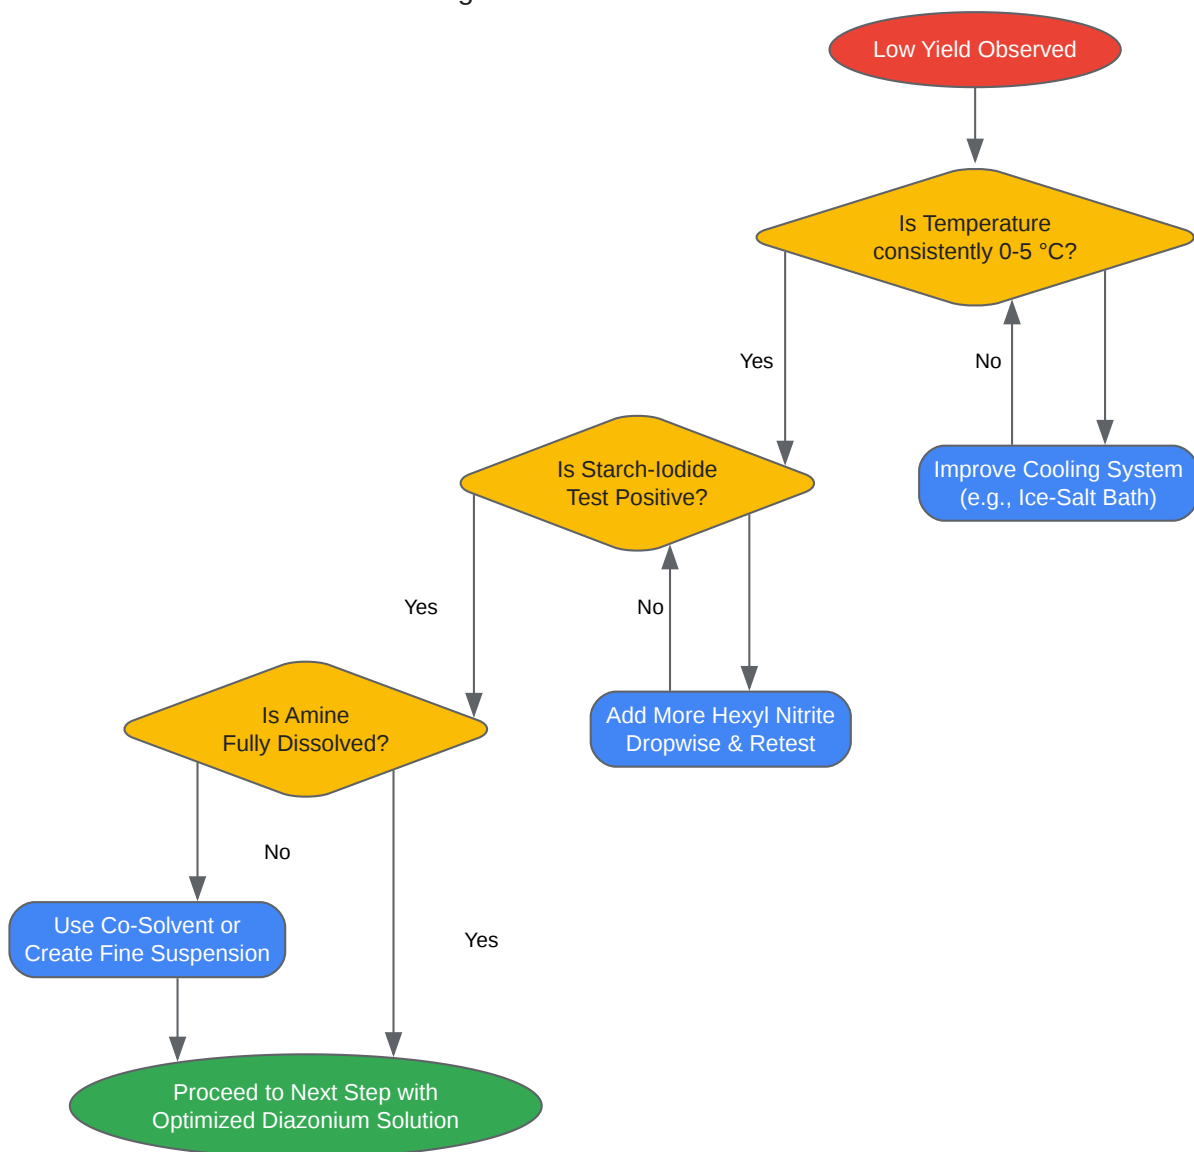 Low Yield Observed
Is Temperature
consistently 0-5 °C?
Yes
No
Improve Cooling System
(e.g., Ice-Salt Bath)
Is Starch-Iodide
Test Positive?
Yes
No
Add More Hexyl Nitrite
Dropwise & Retest
Is Amine
Fully Dissolved?
No
Use Co-Solvent or
Create Fine Suspension
Yes
Proceed to Next Step with
Optimized Diazonium Solution